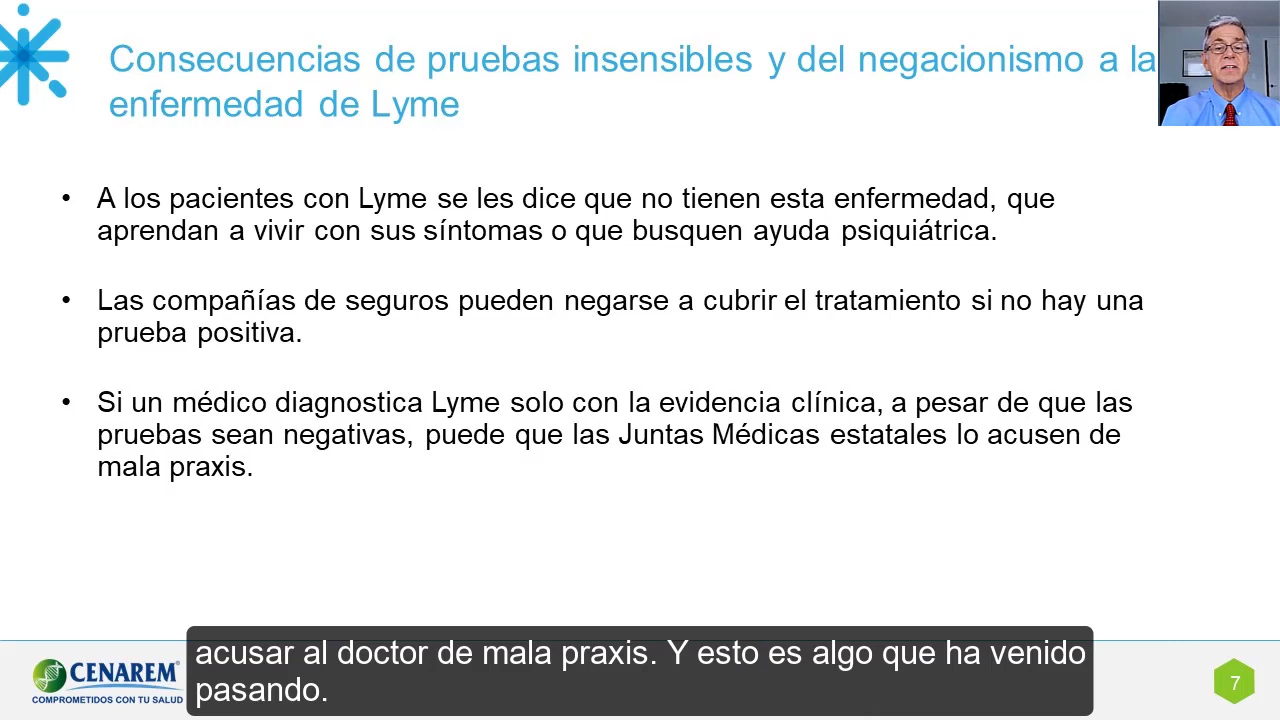 Consecuencias de pruebas insensibles y del negacionismo a la
enfermedad de Lyme
• A los pacientes con Lyme se les dice que no tienen esta enfermedad, que
aprendan a vivir con sus síntomas o que busquen ayuda psiquiátrica.
• Las compañías de seguros pueden negarse a cubrir el tratamiento si no hay una
prueba positiva.
• Si un médico diagnostica Lyme solo con la evidencia clínica, a pesar de que las
pruebas sean negativas, puede que las Juntas Médicas estatales lo acusen de
mala praxis.
acusar al doctor de mala praxis. Y esto es algo que ha venido
pasando.
CENAREM®
COMPROMETIDOS CON TU SALUD
7